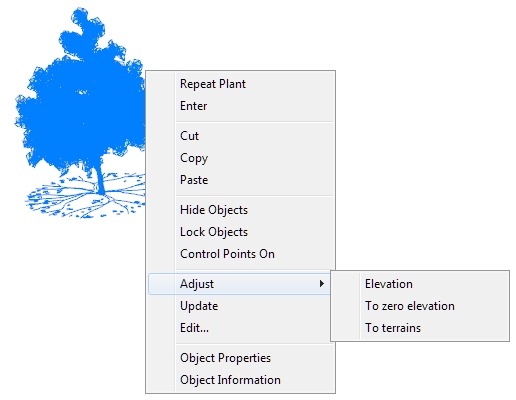 Repeat Plant
Enter
Cut
Copy
Paste
Hide Objects
Lock Objects
Control Points On
Adjust
Elevation
To zero elevation
To terrains
Update
Edit...
Object Properties
Object Information